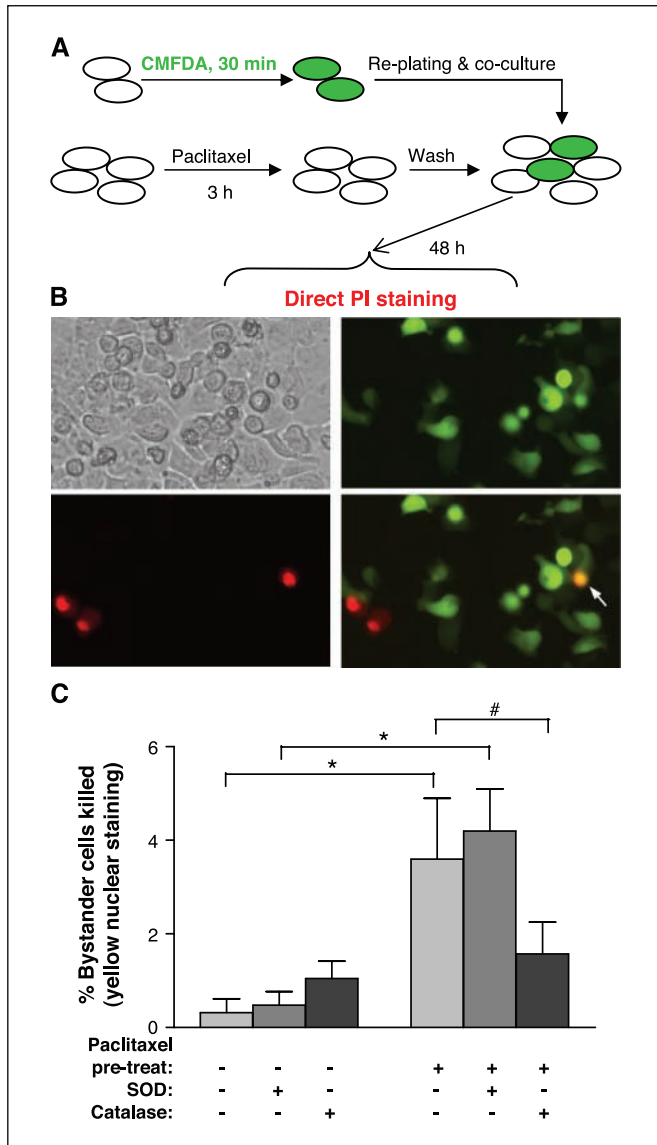 A
CMFDA, 30 min
Re-plating & co-culture
Paclitaxel
Wash
3 h
48 h
Direct PI staining
B
C
#
*
*
6
4
2
0
% Bystander cells killed
(yellow nuclear staining)
Paclitaxel
pre-treat: - - - + + +
SOD: - + - - + -
Catalase: - - + - - +